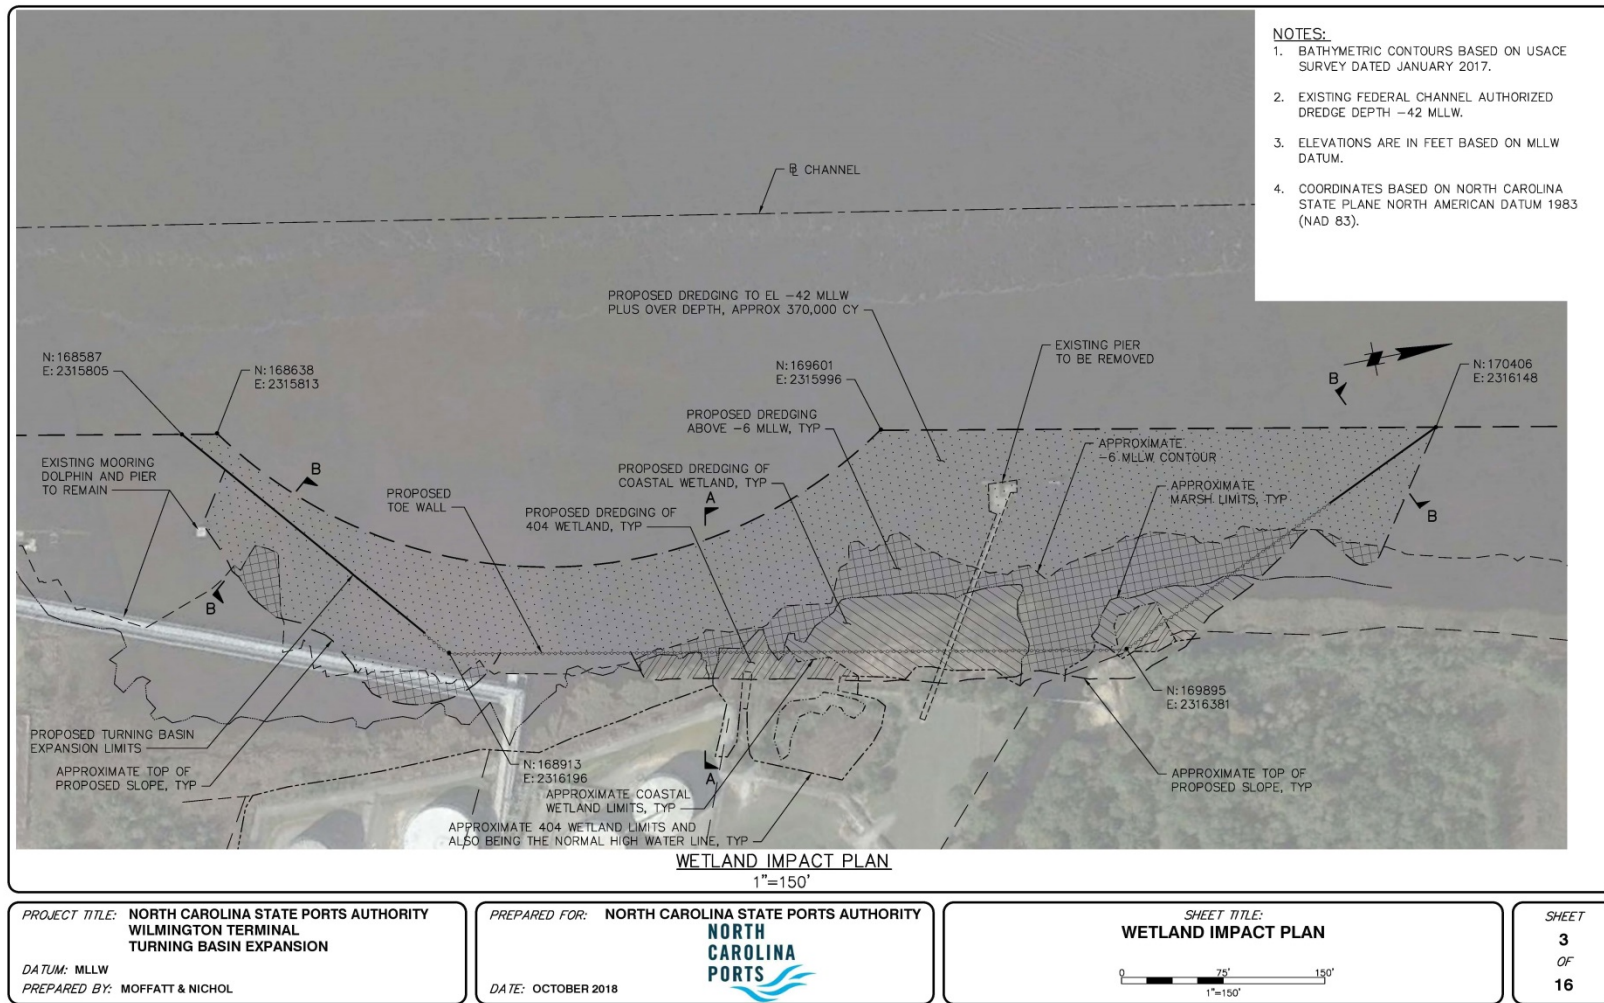 NOTES:
1. BATHYMETRIC CONTOURS BASED ON USACE
SURVEY DATED JANUARY 2017.
2. EXISTING FEDERAL CHANNEL AUTHORIZED
DREDGE DEPTH -42 MLLW.
3. ELEVATIONS ARE IN FEET BASED ON MLLW
DATUM.
4. COORDINATES BASED ON NORTH CAROLINA
STATE PLANE NORTH AMERICAN DATUM 1983
(NAD 83).
℄ CHANNEL
PROPOSED DREDGING TO EL -42 MLLW
PLUS OVER DEPTH, APPROX 370,000 CY
EXISTING PIER
TO BE REMOVED
N:168587
E:2315805
N:168638
E:2315813
N:169601
E:2315996
N:170406
E:2316148
B
PROPOSED DREDGING
ABOVE -6 MLLW, TYP
APPROXIMATE
-6 MLLW CONTOUR
EXISTING MOORING
DOLPHIN AND PIER
TO REMAIN
B
PROPOSED
TOE WALL
PROPOSED DREDGING OF
COASTAL WETLAND, TYP
A
PROPOSED DREDGING OF
404 WETLAND, TYP
APPROXIMATE
MARSH LIMITS, TYP
B
B
N:169895
E:2316381
PROPOSED TURNING BASIN
EXPANSION LIMITS
APPROXIMATE TOP OF
PROPOSED SLOPE, TYP
N:168913
E:2316196
A
APPROXIMATE COASTAL
WETLAND LIMITS, TYP
APPROXIMATE 404 WETLAND LIMITS AND
ALSO BEING THE NORMAL HIGH WATER LINE, TYP
APPROXIMATE TOP OF
PROPOSED SLOPE, TYP
WETLAND IMPACT PLAN
1"=150'
PROJECT TITLE: NORTH CAROLINA STATE PORTS AUTHORITY
WILMINGTON TERMINAL
TURNING BASIN EXPANSION
DATUM: MLLW
PREPARED BY: MOFFATT & NICHOL
PREPARED FOR: NORTH CAROLINA STATE PORTS AUTHORITY
NORTH
CAROLINA
PORTS
DATE: OCTOBER 2018
SHEET TITLE:
WETLAND IMPACT PLAN
0 75' 150'
1"=150'
SHEET
3
OF
16